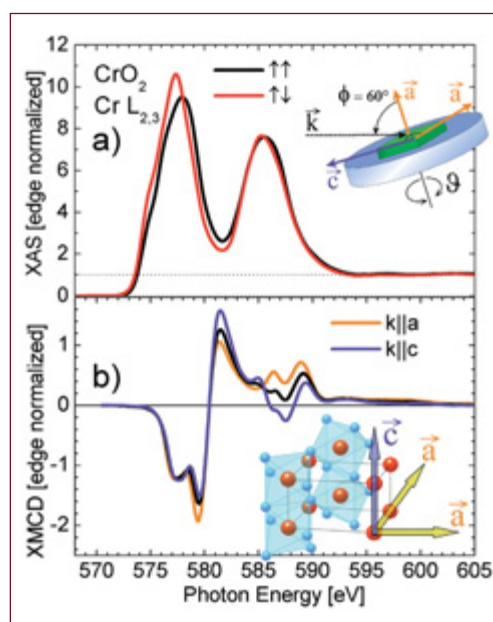 12
10
8
6
4
2
0
XAS [edge normalized]
CrO2
Cr L2,3
a)
↑↑
↑↓
ϕ = 60°
a⃗
a⃗
k⃗
c⃗
ϑ
1
0
-1
-2
XMCD [edge normalized]
b)
k||a
k||c
c⃗
a⃗
a⃗
570 575 580 585 590 595 600 605
Photon Energy [eV]